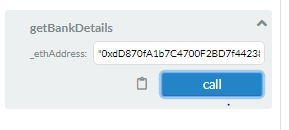 getBankDetails
_ethAddress: "0xdD870fA1b7C4700F2BD7f4423
call